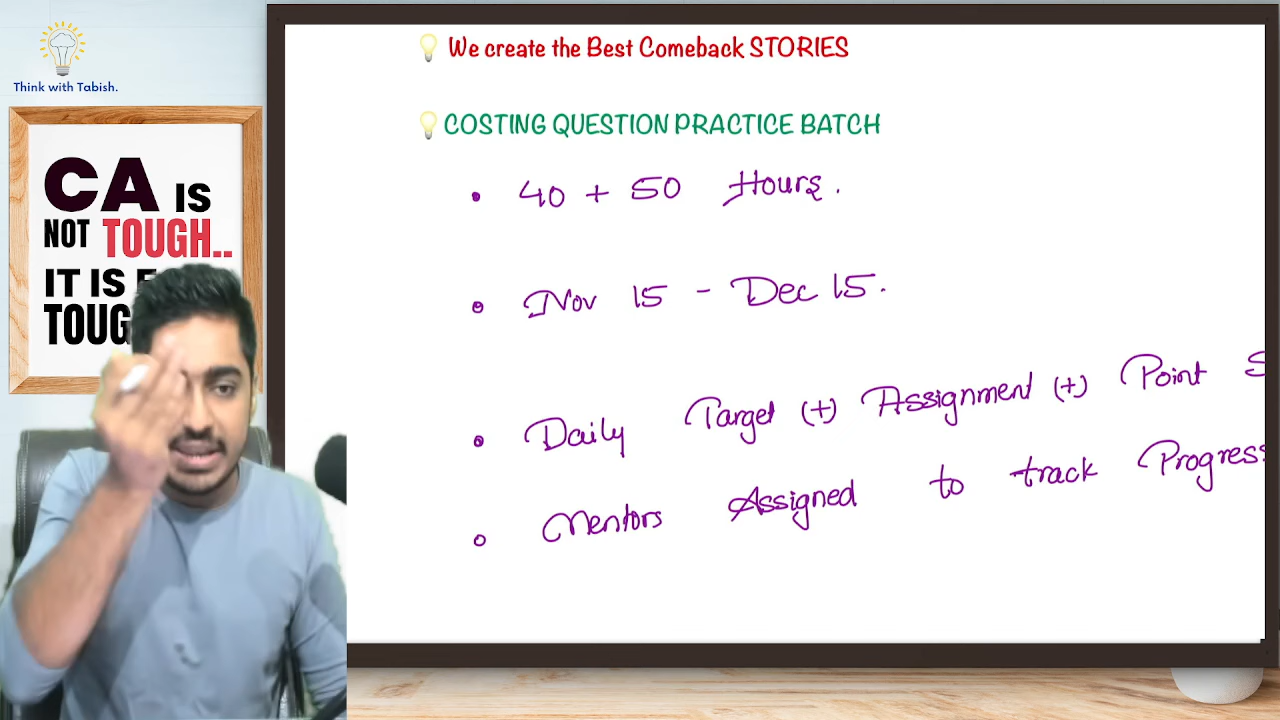 Think with Tabish.
CA IS
NOT TOUGH..
IT IS
TOUG
We create the Best Comeback STORIES
COSTING QUESTION PRACTICE BATCH
40 + 50 Hours.
Nov 15 - Dec 15.
Daily Target (+) Assignment (+) Point S
Mentors Assigned to track Progress